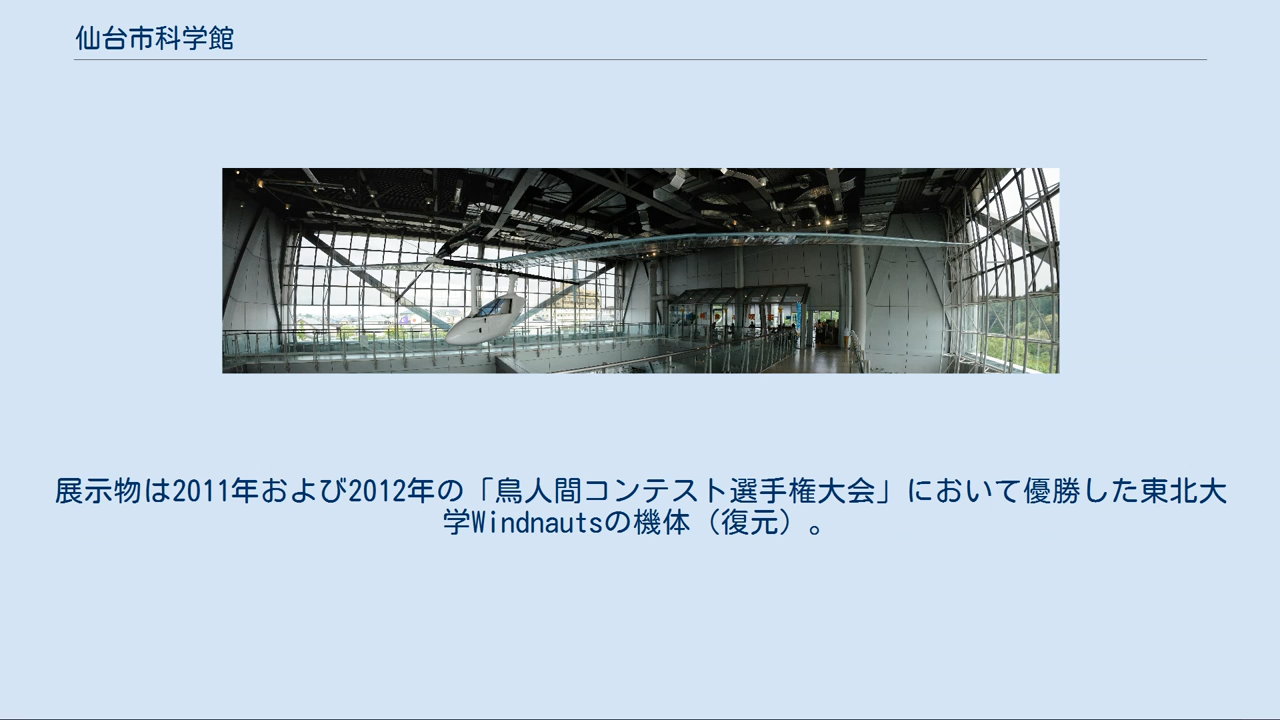 仙台市科学館
展示物は2011年および2012年の「鳥人間コンテスト選手権大会」において優勝した東北大
学Windnautsの機体（復元）。